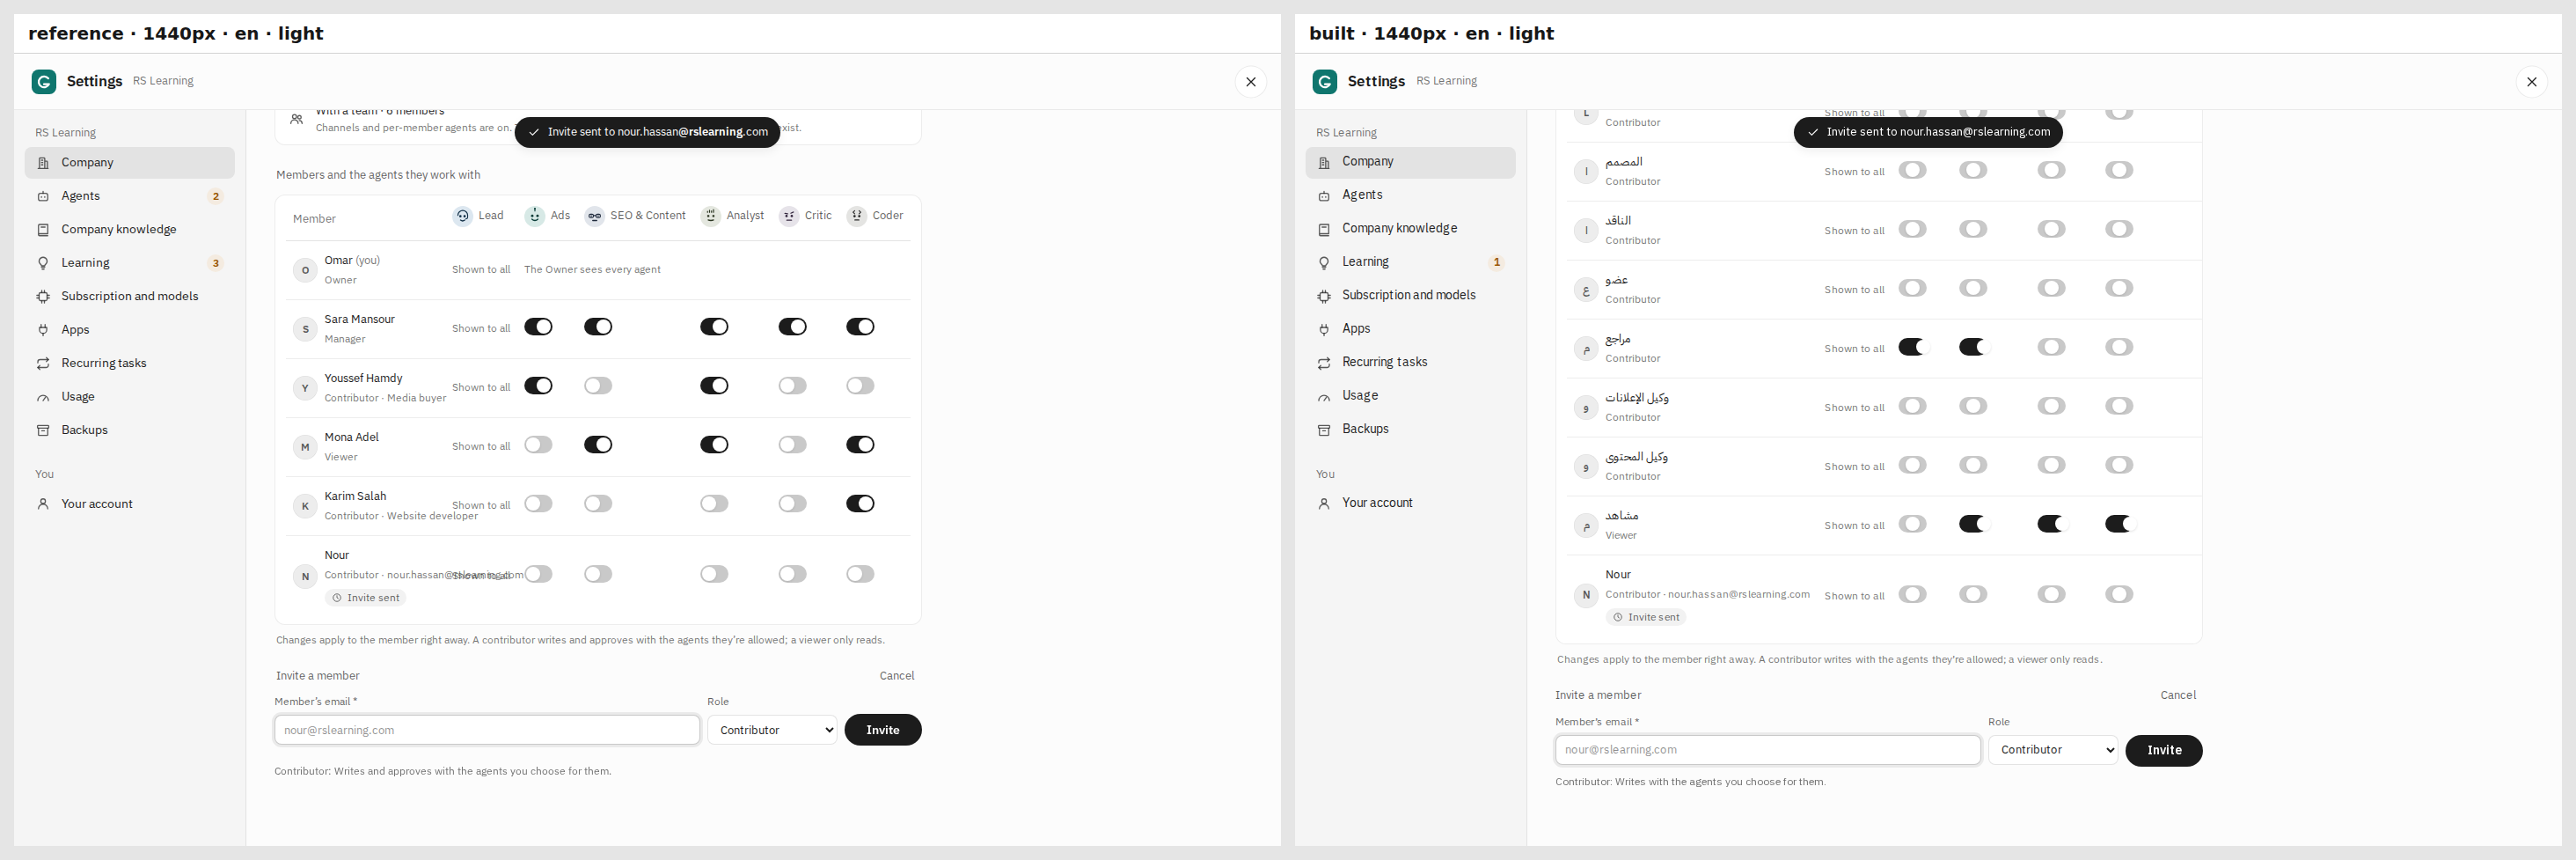 reference · 1440px · en · light
Settings RS Learning
With a team · 6 members
Channels and per-member agents are on. exist.
Invite sent to nour.hassan@rslearning.com
RS Learning
Company
Agents 2
Company knowledge
Learning 3
Subscription and models
Apps
Recurring tasks
Usage
Backups
You
Your account
Members and the agents they work with
Member Lead Ads SEO & Content Analyst Critic Coder
O Omar (you)
Owner
Shown to all The Owner sees every agent
S Sara Mansour
Manager
Shown to all
Y Youssef Hamdy
Contributor · Media buyer
Shown to all
M Mona Adel
Viewer
Shown to all
K Karim Salah
Contributor · Website developer
Shown to all
N Nour
Contributor · nour.hassan@rslearning.com
Shown to all
Invite sent
Changes apply to the member right away. A contributor writes and approves with the agents they’re allowed; a viewer only reads.
Invite a member Cancel
Member’s email * Role
nour@rslearning.com Contributor Invite
Contributor: Writes and approves with the agents you choose for them.
built · 1440px · en · light
Settings RS Learning
Invite sent to nour.hassan@rslearning.com
RS Learning
Company
Agents
Company knowledge
Learning 1
Subscription and models
Apps
Recurring tasks
Usage
Backups
You
Your account
Contributor
ا المصمم
Contributor
Shown to all
ا الناقد
Contributor
Shown to all
ع عضو
Contributor
Shown to all
م مراجع
Contributor
Shown to all
و وكيل الإعلانات
Contributor
Shown to all
و وكيل المحتوى
Contributor
Shown to all
م مشاهد
Viewer
Shown to all
N Nour
Contributor · nour.hassan@rslearning.com
Shown to all
Invite sent
Changes apply to the member right away. A contributor writes with the agents they’re allowed; a viewer only reads.
Invite a member Cancel
Member’s email * Role
nour@rslearning.com Contributor Invite
Contributor: Writes with the agents you choose for them.